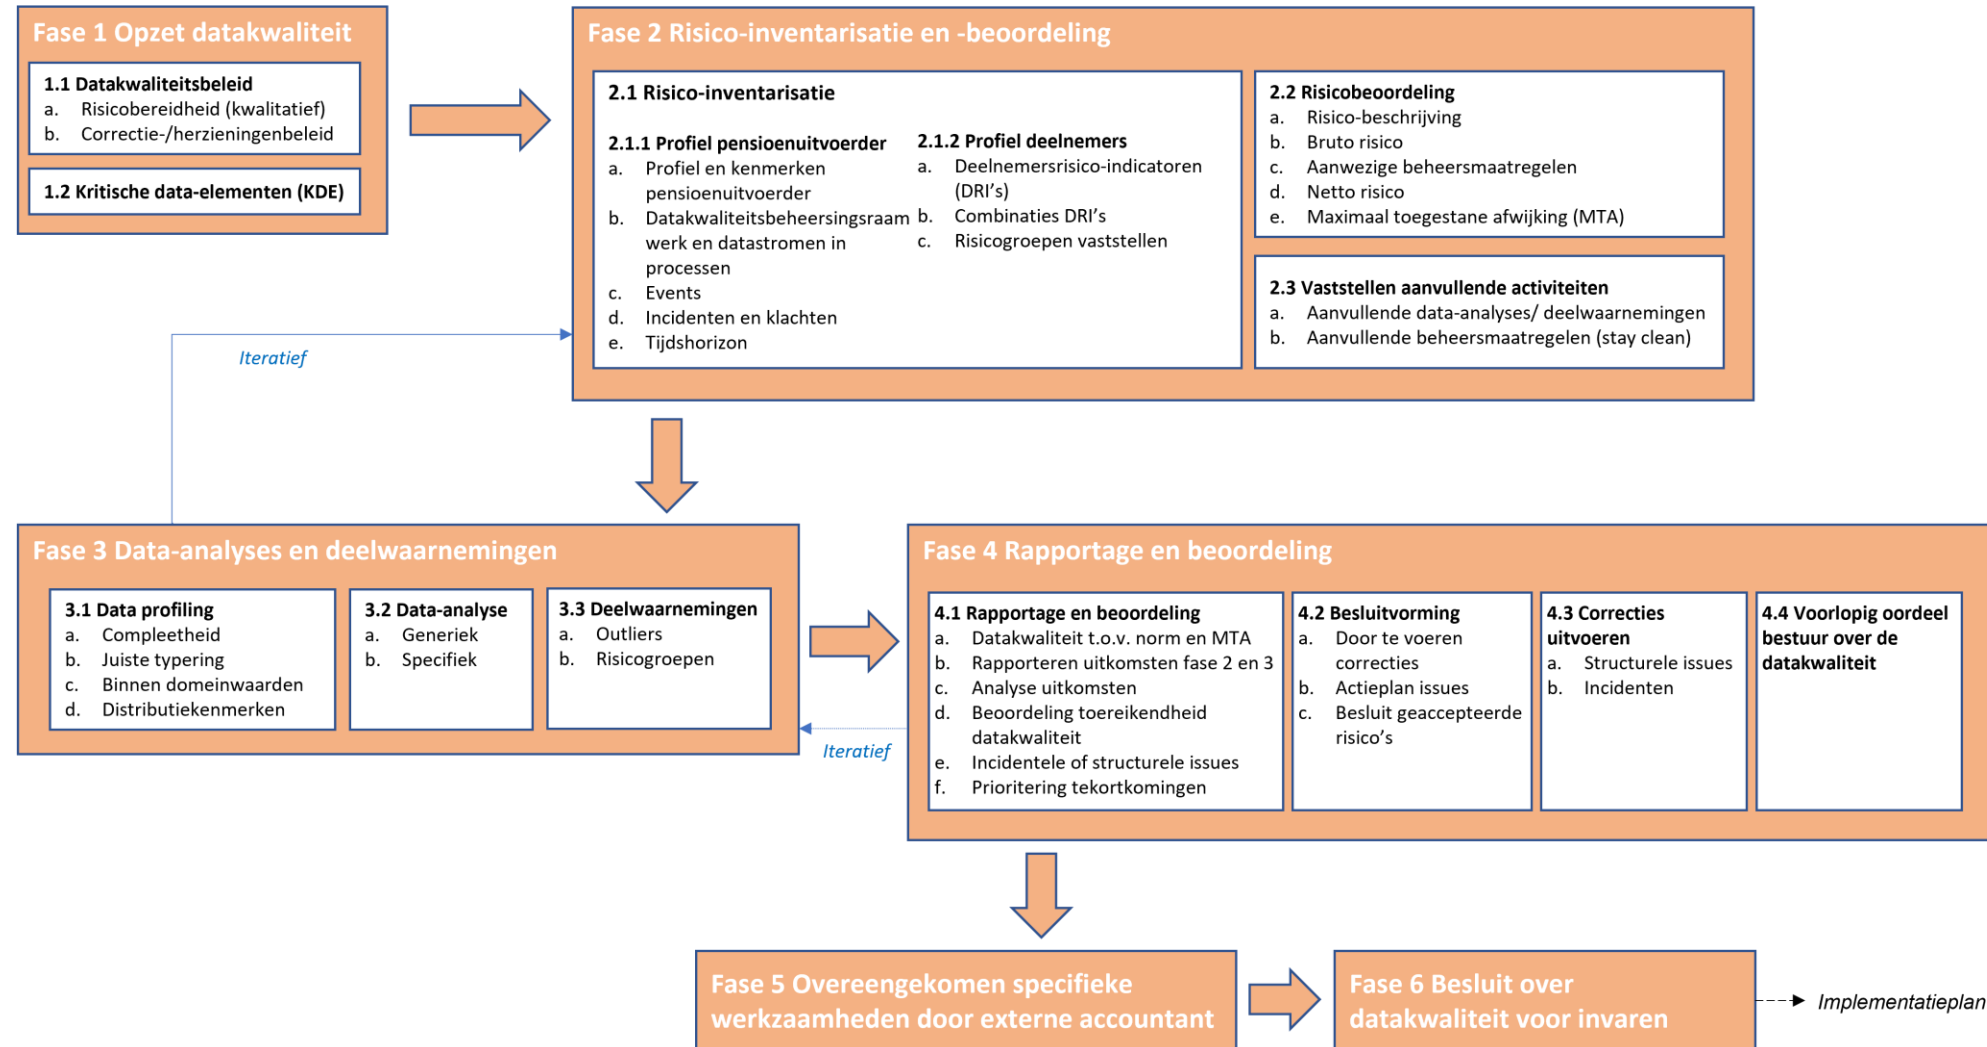 Fase 1 Opzet datakwaliteit
1.1 Datakwaliteitsbeleid
a. Risicobereidheid (kwalitatief)
b. Correctie-/herzieningenbeleid
1.2 Kritische data-elementen (KDE)
Fase 2 Risico-inventarisatie en -beoordeling
2.1 Risico-inventarisatie
2.1.1 Profiel pensioenuitvoerder
a. Profiel en kenmerken
pensioenuitvoerder
b. Datakwaliteitsbeheersingsraam
werk en datastromen in
processen
c. Events
d. Incidenten en klachten
e. Tijdshorizon
2.1.2 Profiel deelnemers
a. Deelnemersrisico-indicatoren
(DRI's)
b. Combinaties DRI's
c. Risicogroepen vaststellen
2.2 Risicobeoordeling
a. Risico-beschrijving
b. Bruto risico
c. Aanwezige beheersmaatregelen
d. Netto risico
e. Maximaal toegestane afwijking (MTA)
2.3 Vaststellen aanvullende activiteiten
a. Aanvullende data-analyses/ deelwaarnemingen
b. Aanvullende beheersmaatregelen (stay clean)
Iteratief
Fase 3 Data-analyses en deelwaarnemingen
3.1 Data profiling
a. Compleetheid
b. Juiste typering
c. Binnen domeinwaarden
d. Distributiekenmerken
3.2 Data-analyse
a. Generiek
b. Specifiek
3.3 Deelwaarnemingen
a. Outliers
b. Risicogroepen
Iteratief
Fase 4 Rapportage en beoordeling
4.1 Rapportage en beoordeling
a. Datakwaliteit t.o.v. norm en MTA
b. Rapporteren uitkomsten fase 2 en 3
c. Analyse uitkomsten
d. Beoordeling toereikendheid
datakwaliteit
e. Incidentele of structurele issues
f. Prioritering tekortkomingen
4.2 Besluitvorming
a. Door te voeren
correcties
b. Actieplan issues
c. Besluit geaccepteerde
risico's
4.3 Correcties
uitvoeren
a. Structurele issues
b. Incidenten
4.4 Voorlopig oordeel
bestuur over de
datakwaliteit
Fase 5 Overeengekomen specifieke
werkzaamheden door externe accountant
Fase 6 Besluit over
datakwaliteit voor invaren
Implementatieplan